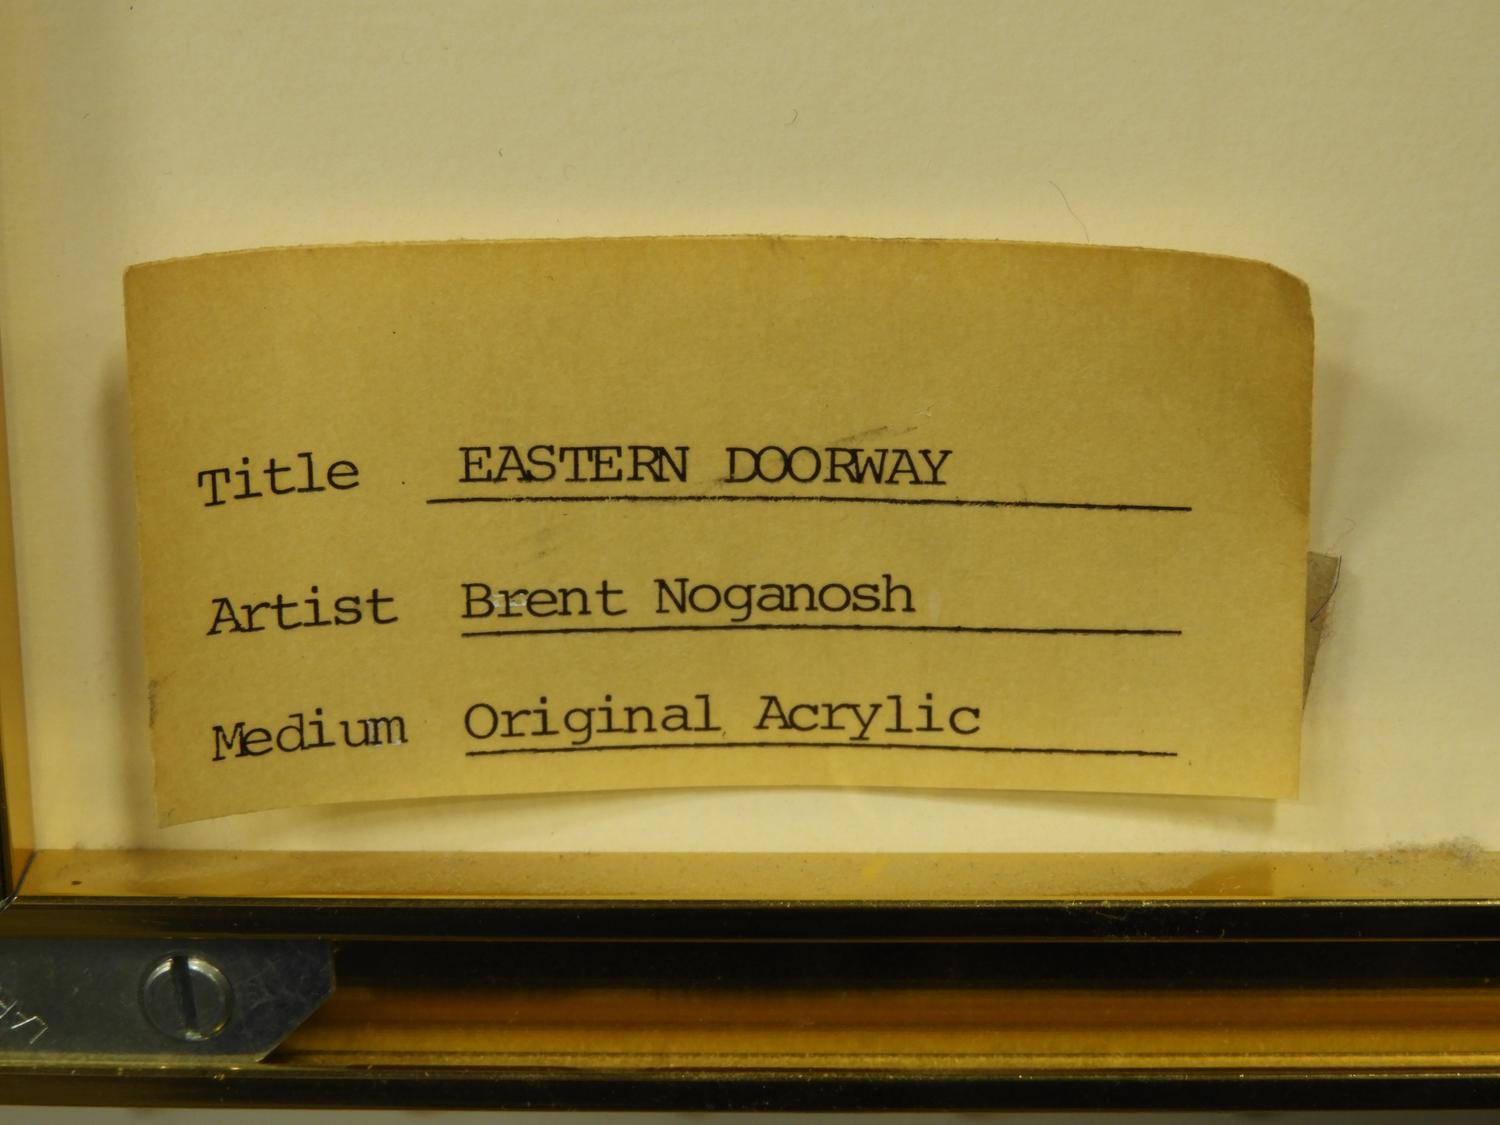 Title EASTERN DOORWAY
Artist Brent Noganosh
Medium Original Acrylic